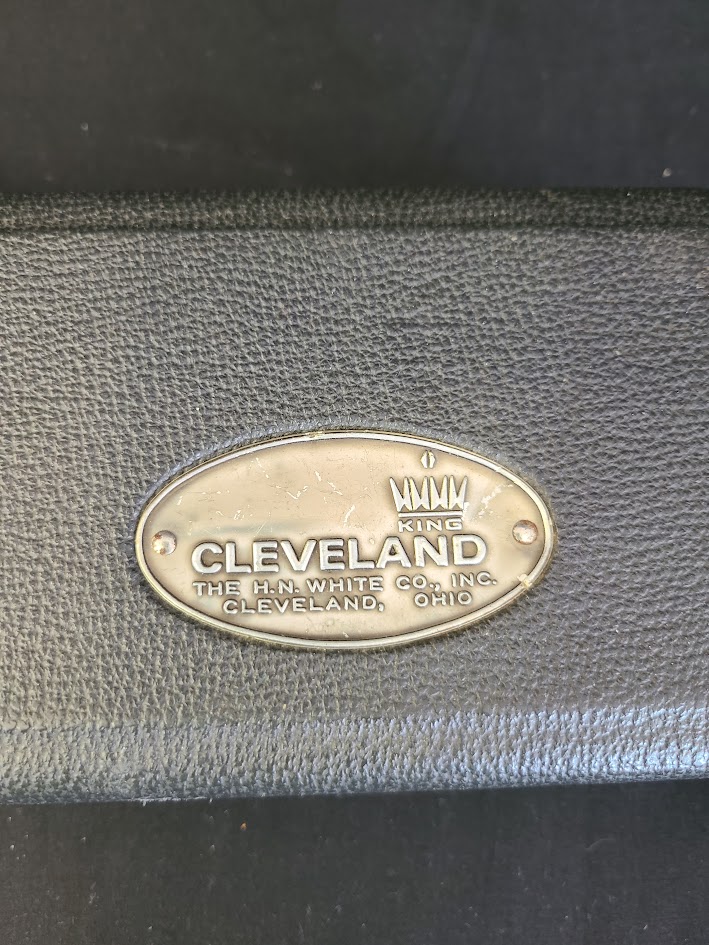 KING
CLEVELAND
THE H.N. WHITE CO., INC.
CLEVELAND, OHIO